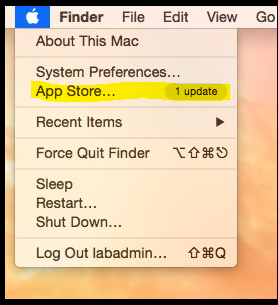 Finder File Edit View Go
About This Mac
System Preferences...
App Store... 1 update
Recent Items ▶
Force Quit Finder ⌥⇧⌘⎋
Sleep
Restart...
Shut Down...
Log Out labadmin... ⇧⌘Q